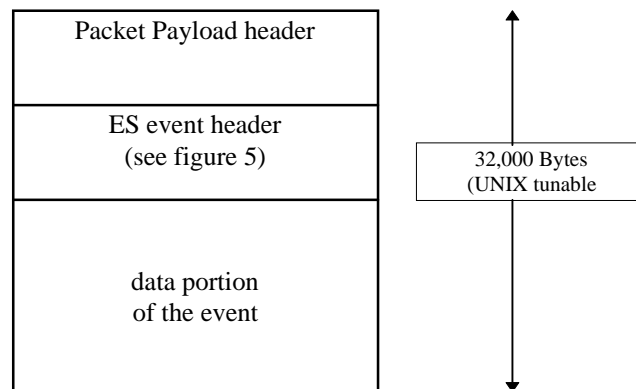 Packet Payload header
ES event header
(see figure 5)
32,000 Bytes
(UNIX tunable
data portion
of the event